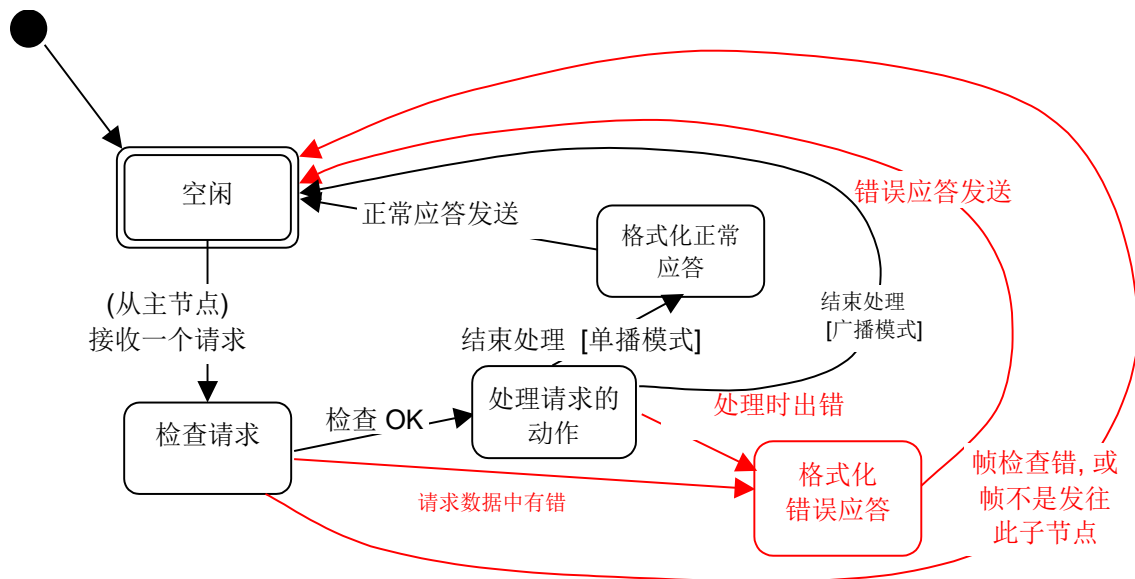 空闲
错误应答发送
正常应答发送
格式化正常
应答
(从主节点)
接收一个请求
结束处理
[广播模式]
结束处理 [单播模式]
处理请求的
动作
处理时出错
检查请求
检查 OK
格式化
错误应答
帧检查错, 或
帧不是发往
此子节点
请求数据中有错